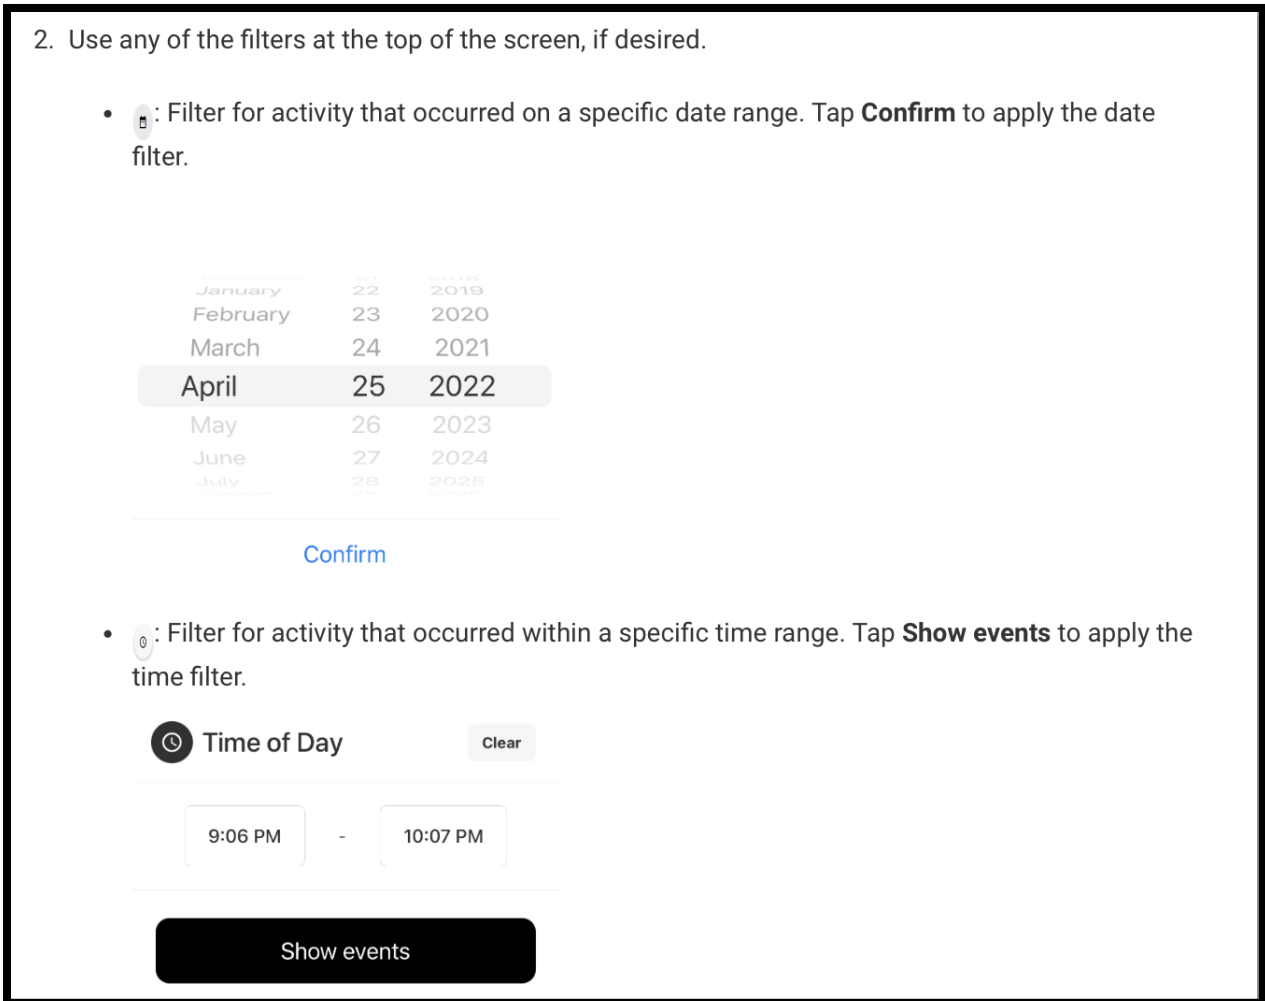 2. Use any of the filters at the top of the screen, if desired.
• : Filter for activity that occurred on a specific date range. Tap Confirm to apply the date
filter.
January 22 2019
February 23 2020
March 24 2021
April 25 2022
May 26 2023
June 27 2024
July 28 2025
Confirm
• : Filter for activity that occurred within a specific time range. Tap Show events to apply the
time filter.
Time of Day Clear
9:06 PM - 10:07 PM
Show events